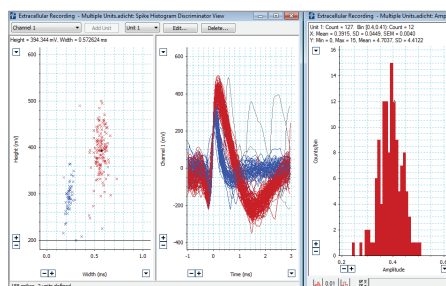 Extracellular Recording - Multiple Units.adicht: Spike Histogram Discriminator View
Channel 1
Add Unit
Unit 1
Edit...
Delete...
Height = 394.344 mV, Width = 0.572624 ms
Height (mV)
600
500
400
300
200
0.0
0.5
1.0
Width (ms)
Channel 1 (mV)
600
400
200
0
-200
-400
-1
0
1
2
3
Time (ms)
Extracellular Recording - Multiple Units.adicht: Amp
Unit 1: Count = 127. Bin [0.4,0.41): Count = 12
X: Mean = 0.3915, SD = 0.0449, SEM = 0.0040
Y: Min = 0, Max = 15, Mean = 4.7037, SD = 4.4122
Counts/bin
16
14
12
10
8
6
4
2
0
0.2
0.4
0.6
Amplitude
0.01